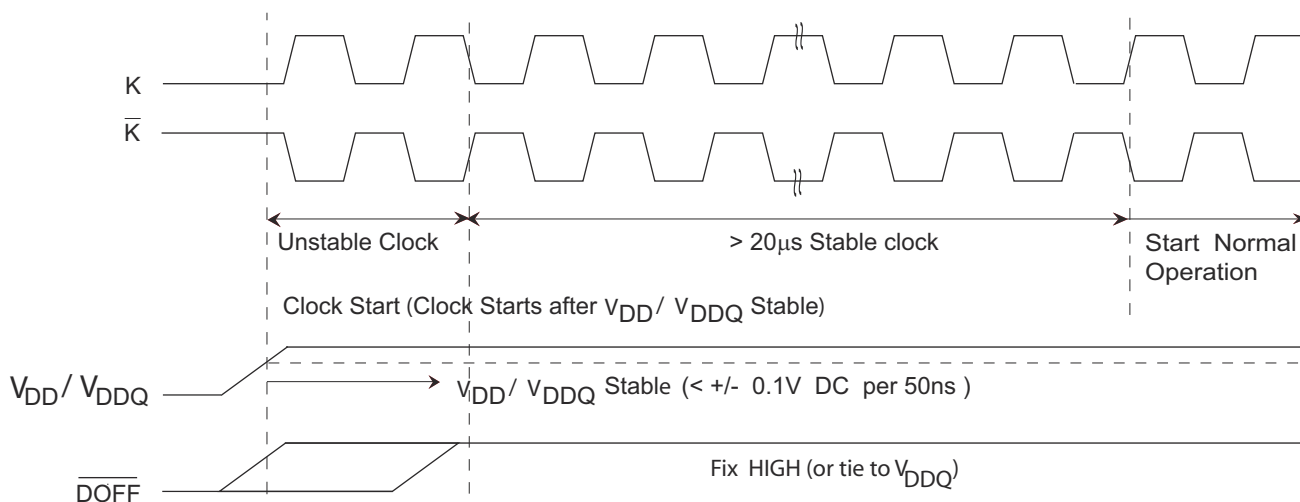 K
K̅
Unstable Clock
> 20μs Stable clock
Start Normal
Operation
Clock Start (Clock Starts after VDD/ VDDQ Stable)
VDD/ VDDQ
VDD/ VDDQ Stable (< +/- 0.1V DC per 50ns )
Fix HIGH (or tie to VDDQ)
D̅O̅F̅F̅